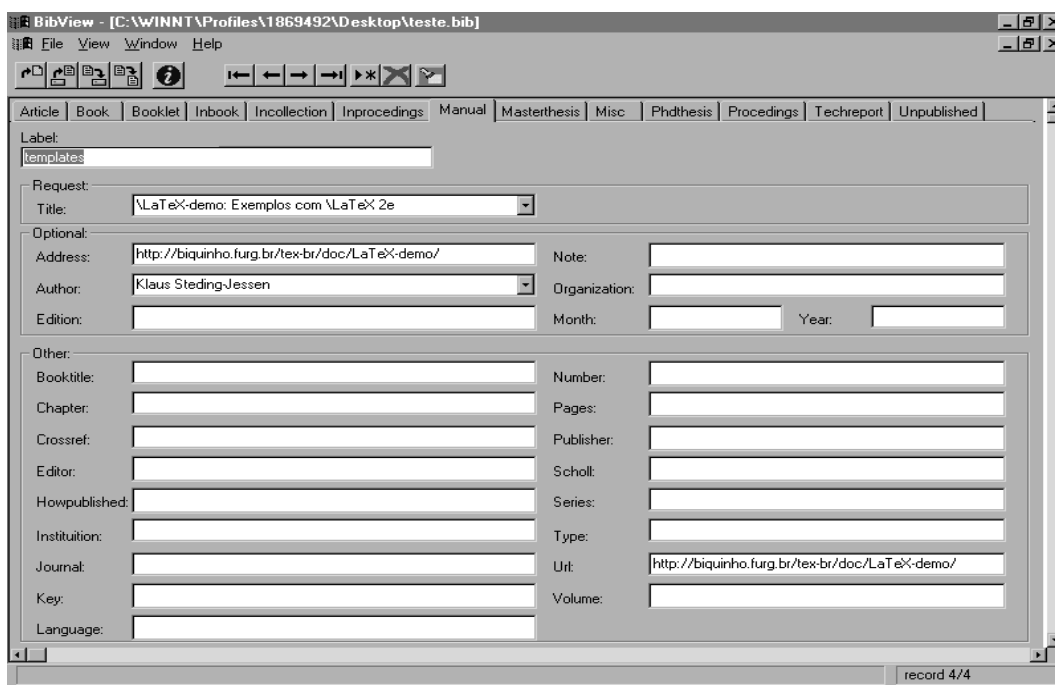 BibView - [C:\WINNT\Profiles\1869492\Desktop\teste.bib]
File View Window Help
Article Book Booklet Inbook Incollection Inprocedings Manual Masterthesis Misc Phdthesis Procedings Techreport Unpublished
Label:
templates
Request:
Title: \LaTeX-demo: Exemplos com \LaTeX 2e
Optional:
Address: http://biquinho.furg.br/tex-br/doc/LaTeX-demo/ Note:
Author: Klaus Steding-Jessen Organization:
Edition: Month: Year:
Other:
Booktitle: Number:
Chapter: Pages:
Crossref: Publisher:
Editor: Scholl:
Howpublished: Series:
Instituition: Type:
Journal: Url: http://biquinho.furg.br/tex-br/doc/LaTeX-demo/
Key: Volume:
Language:
record 4/4